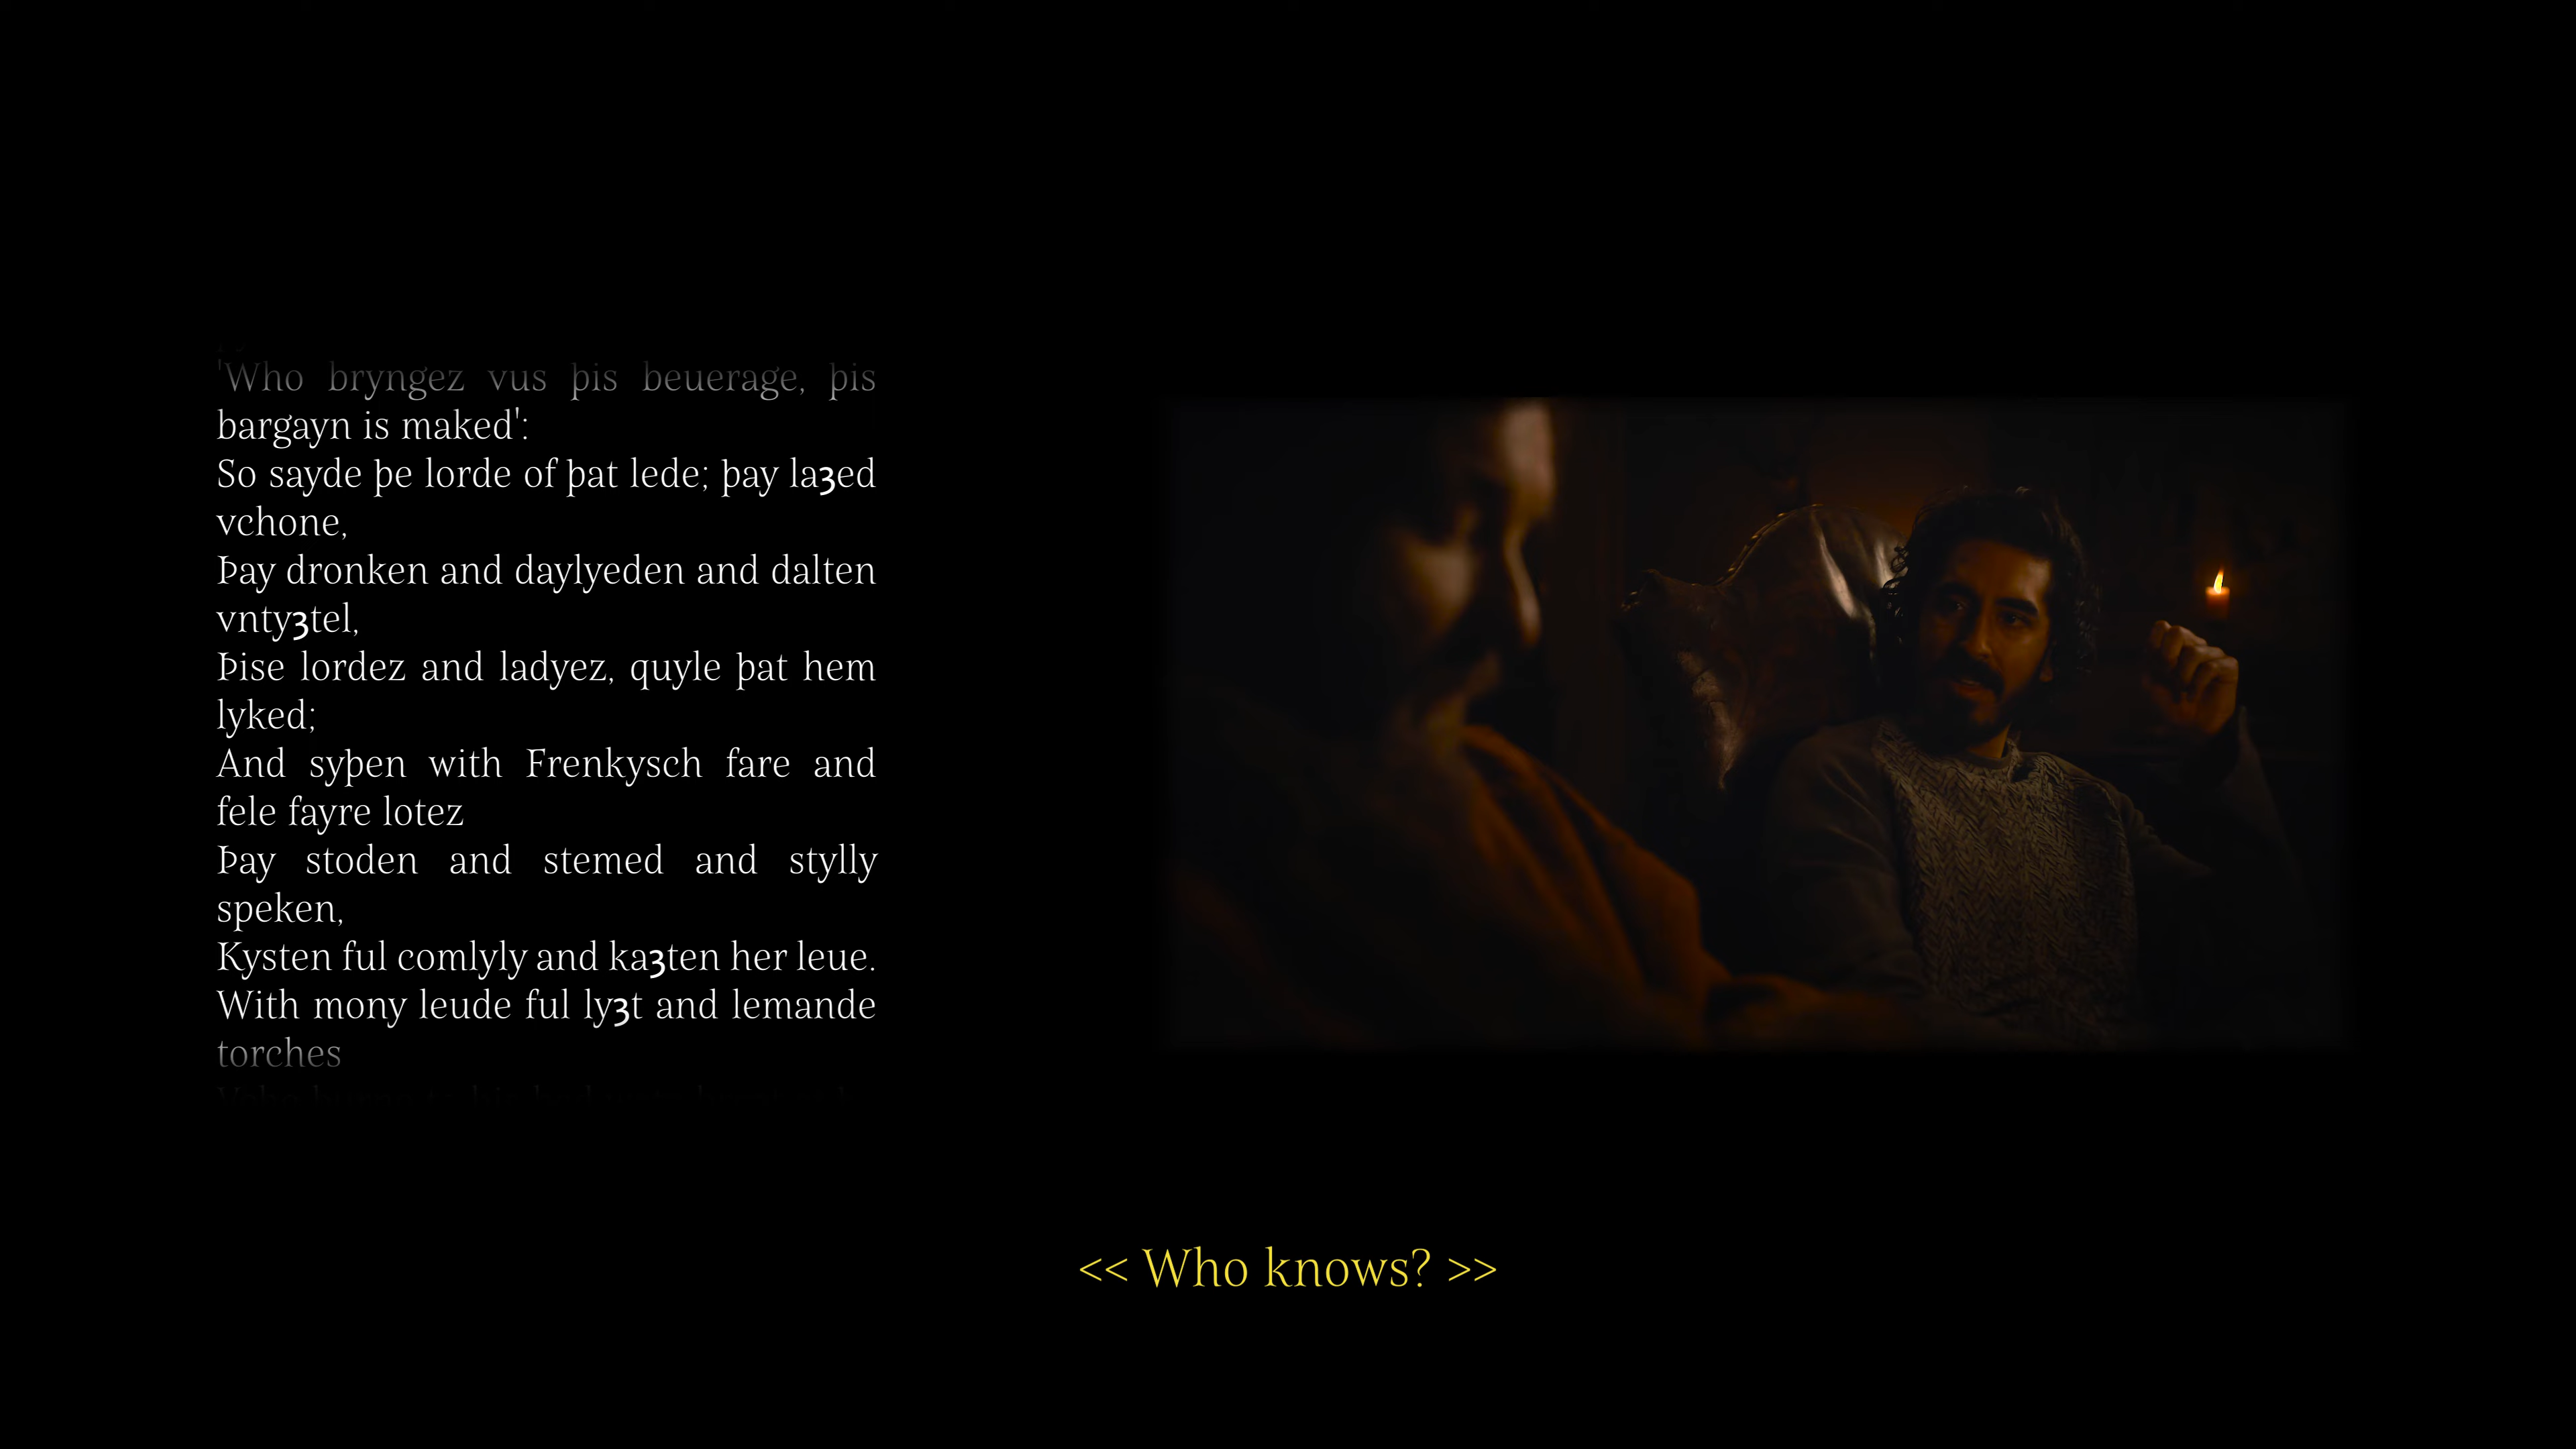 'Who bryngez vus þis beuerage, þis
bargayn is maked':
So sayde þe lorde of þat lede; þay laȝed
vchone,
Þay dronken and daylyeden and dalten
vntyȝtel,
Þise lordez and ladyez, quyle þat hem
lyked;
And syþen with Frenkysch fare and
fele fayre lotez
Þay stoden and stemed and stylly
speken,
Kysten ful comlyly and kaȝten her leue.
With mony leude ful lyȝt and lemande
torches
<< Who knows? >>